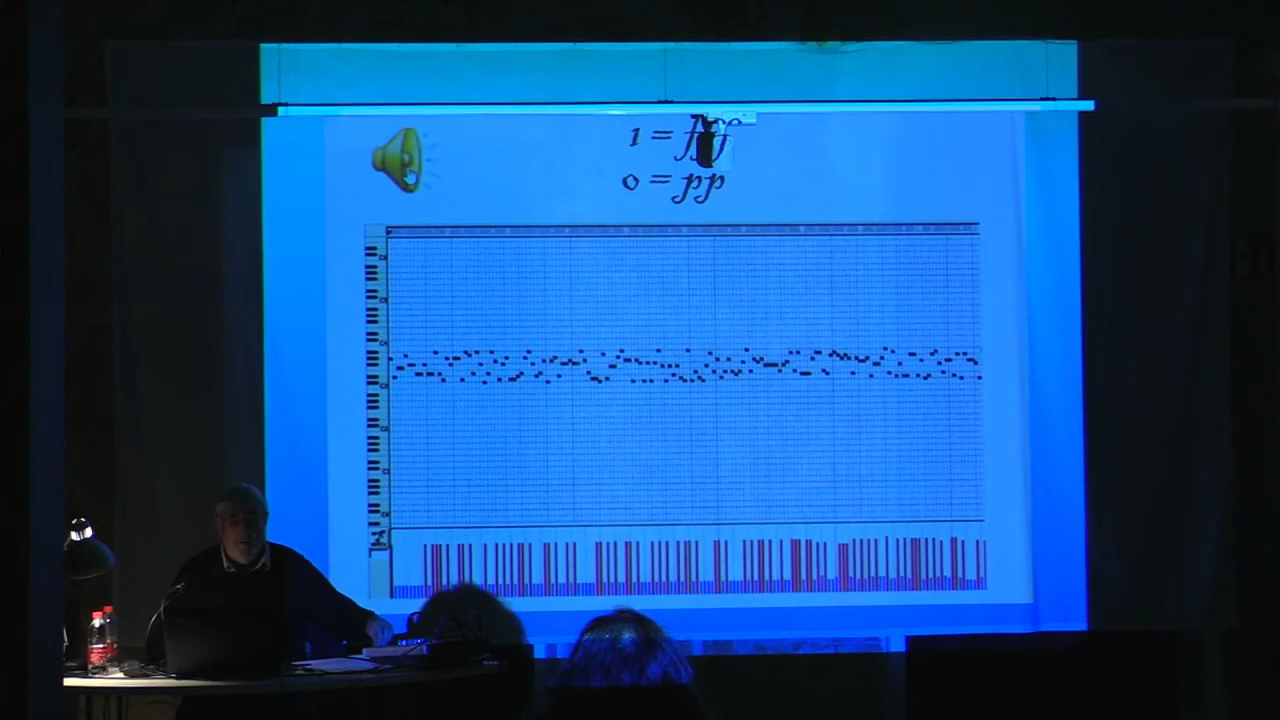 1 = fff
0 = pp